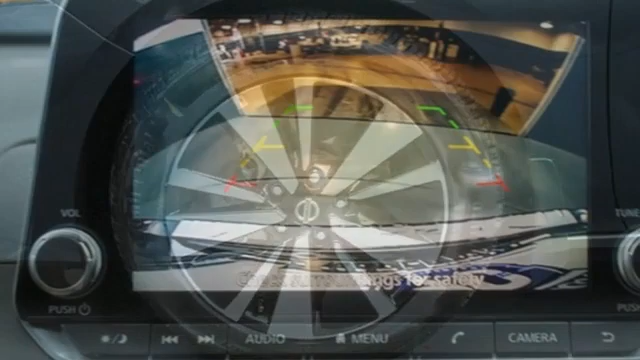 VOL
TUNE
PUSH
PUSH
for safety
AUDIO
MENU
CAMERA